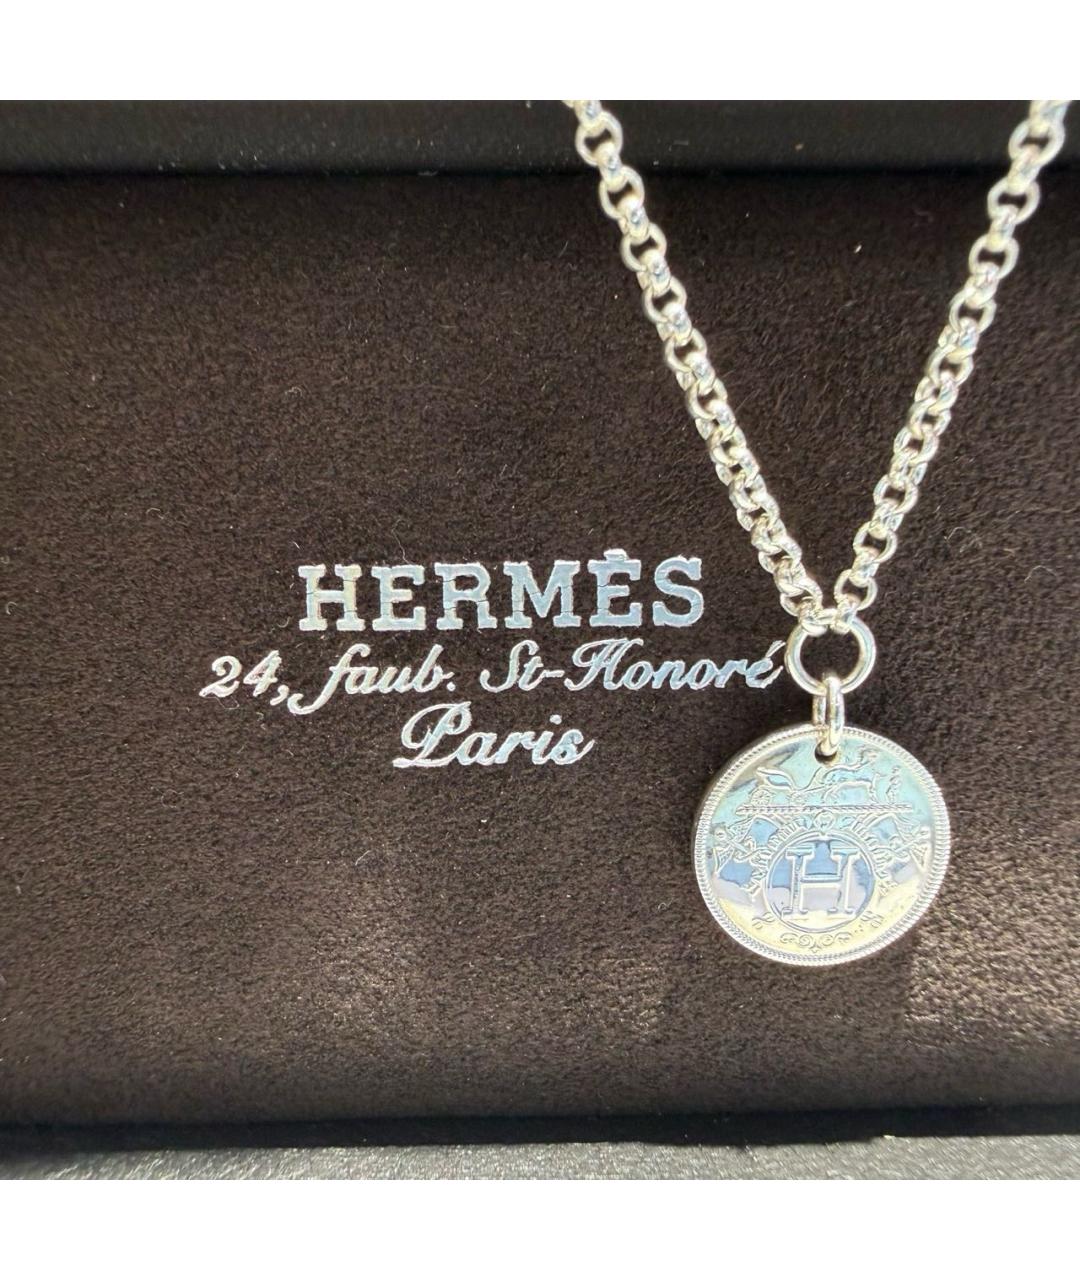 HERMÈS
24, faub. St-Honoré
Paris
H